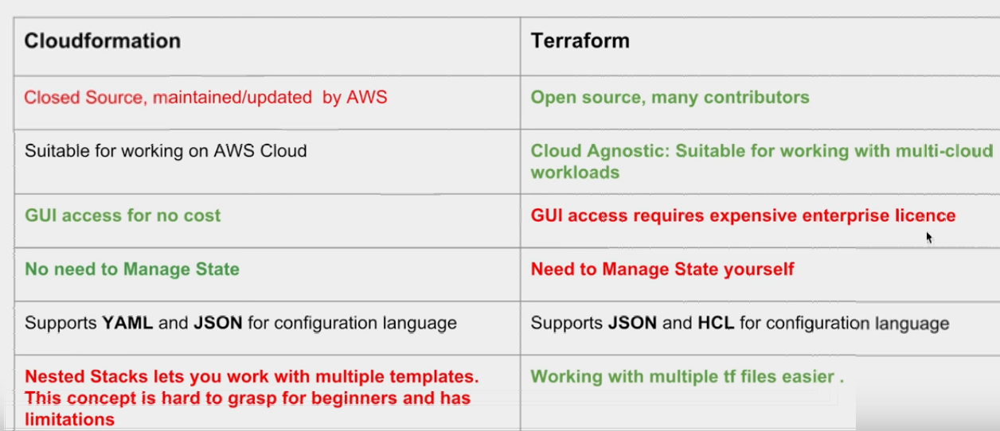 Cloudformation
Terraform
Closed Source, maintained/updated by AWS
Open source, many contributors
Suitable for working on AWS Cloud
Cloud Agnostic: Suitable for working with multi-cloud
workloads
GUI access for no cost
GUI access requires expensive enterprise licence
No need to Manage State
Need to Manage State yourself
Supports YAML and JSON for configuration language
Supports JSON and HCL for configuration language
Nested Stacks lets you work with multiple templates.
This concept is hard to grasp for beginners and has
limitations
Working with multiple tf files easier .